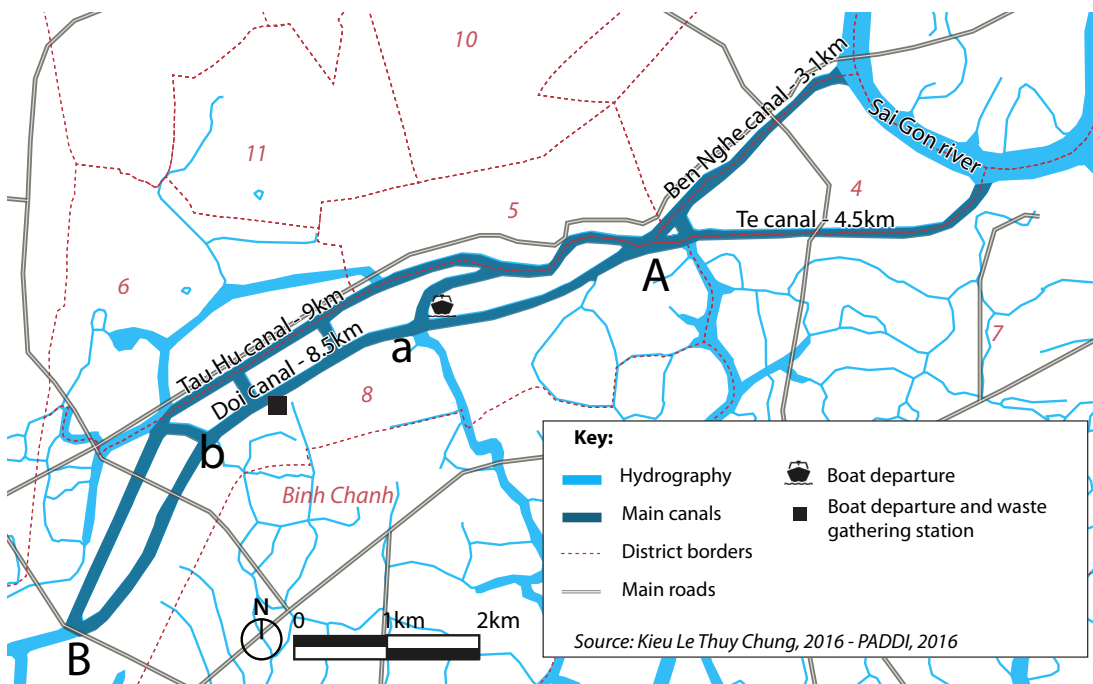 10
Ben Nghe canal - 3.1km
Sai Gon river
11
4
5
Te canal - 4.5km
A
6
Tau Hu canal - 9km
7
a
Doi canal - 8.5km
8
b
Binh Chanh
B
N
0 1km 2km
Key:
Hydrography
Main canals
District borders
Main roads
Boat departure
Boat departure and waste
gathering station
Source: Kieu Le Thuy Chung, 2016 - PADDI, 2016